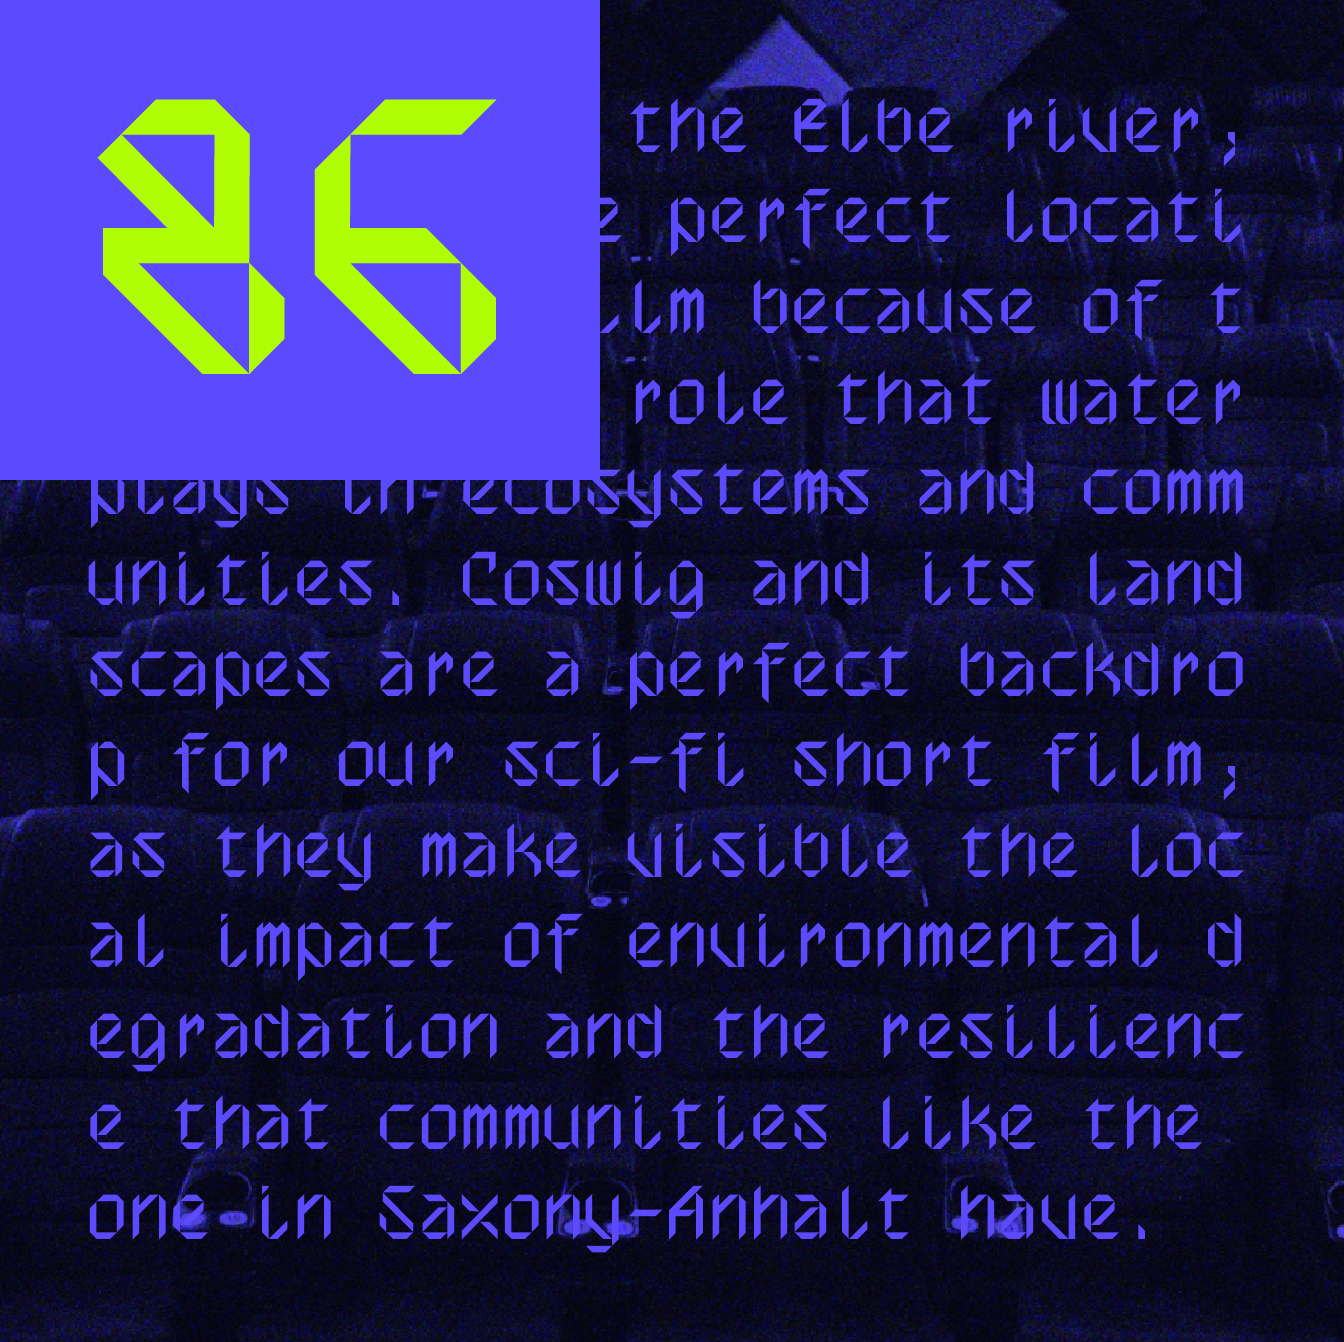 86
the Elbe river,
e perfect locati
ilm because of t
role that water
plays in ecosystems and comm
unities. Coswig and its land
scapes are a perfect backdro
p for our sci-fi short film,
as they make visible the loc
al impact of environmental d
egradation and the resilienc
e that communities like the
one in Saxony-Anhalt have.